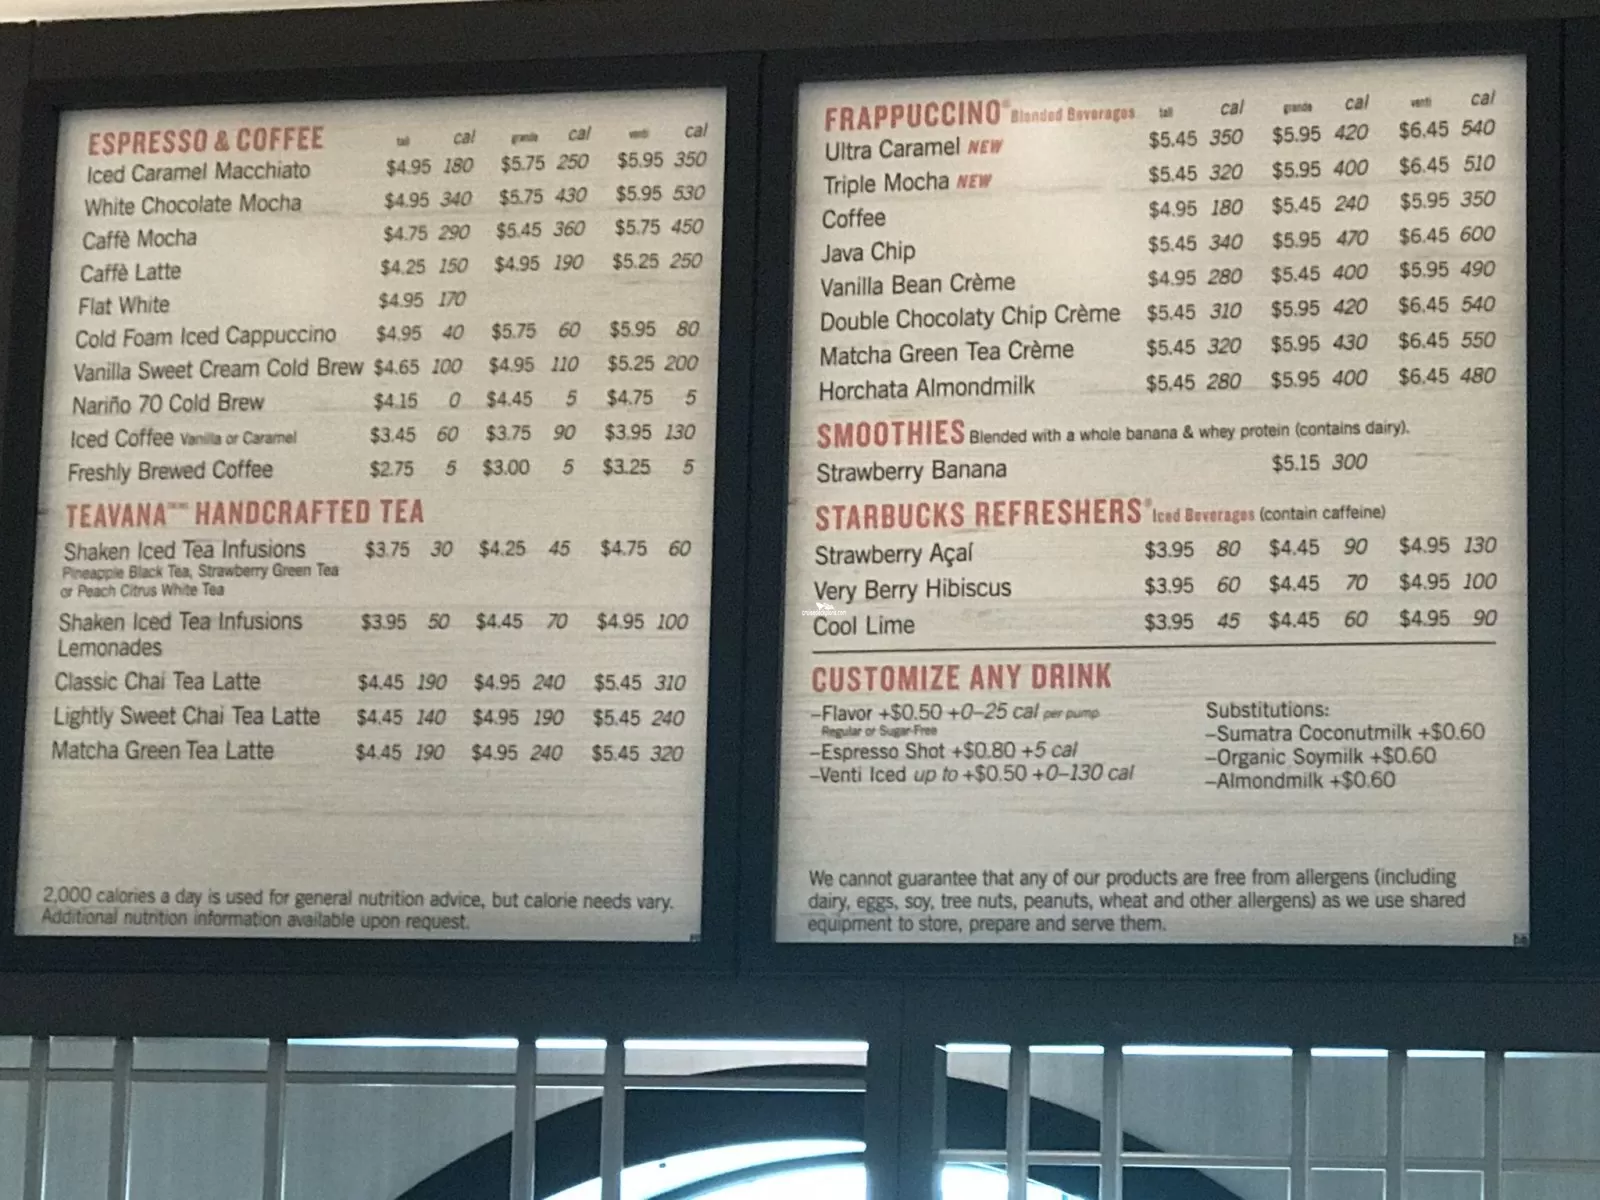 ESPRESSO & COFFEE tall cal grande cal venti cal
Iced Caramel Macchiato $4.95 180 $5.75 250 $5.95 350
White Chocolate Mocha $4.95 340 $5.75 430 $5.95 530
Caffè Mocha $4.75 290 $5.45 360 $5.75 450
Caffè Latte $4.25 150 $4.95 190 $5.25 250
Flat White $4.95 170
Cold Foam Iced Cappuccino $4.95 40 $5.75 60 $5.95 80
Vanilla Sweet Cream Cold Brew $4.65 100 $4.95 110 $5.25 200
Nariño 70 Cold Brew $4.15 0 $4.45 5 $4.75 5
Iced Coffee Vanilla or Caramel $3.45 60 $3.75 90 $3.95 130
Freshly Brewed Coffee $2.75 5 $3.00 5 $3.25 5
TEAVANA HANDCRAFTED TEA
Shaken Iced Tea Infusions $3.75 30 $4.25 45 $4.75 60
Pineapple Black Tea, Strawberry Green Tea
or Peach Citrus White Tea
Shaken Iced Tea Infusions $3.95 50 $4.45 70 $4.95 100
Lemonades
Classic Chai Tea Latte $4.45 190 $4.95 240 $5.45 310
Lightly Sweet Chai Tea Latte $4.45 140 $4.95 190 $5.45 240
Matcha Green Tea Latte $4.45 190 $4.95 240 $5.45 320
2,000 calories a day is used for general nutrition advice, but calorie needs vary.
Additional nutrition information available upon request.
FRAPPUCCINO® Blended Beverages tall cal grande cal venti cal
Ultra Caramel NEW $5.45 350 $5.95 420 $6.45 540
Triple Mocha NEW $5.45 320 $5.95 400 $6.45 510
Coffee $4.95 180 $5.45 240 $5.95 350
Java Chip $5.45 340 $5.95 470 $6.45 600
Vanilla Bean Crème $4.95 280 $5.45 400 $5.95 490
Double Chocolaty Chip Crème $5.45 310 $5.95 420 $6.45 540
Matcha Green Tea Crème $5.45 320 $5.95 430 $6.45 550
Horchata Almondmilk $5.45 280 $5.95 400 $6.45 480
SMOOTHIES Blended with a whole banana & whey protein (contains dairy).
Strawberry Banana $5.15 300
STARBUCKS REFRESHERS® Iced Beverages (contain caffeine)
Strawberry Açaí $3.95 80 $4.45 90 $4.95 130
Very Berry Hibiscus $3.95 60 $4.45 70 $4.95 100
Cool Lime $3.95 45 $4.45 60 $4.95 90
CUSTOMIZE ANY DRINK
–Flavor +$0.50 +0–25 cal per pump
Regular or Sugar-Free
–Espresso Shot +$0.80 +5 cal
–Venti Iced up to +$0.50 +0–130 cal
Substitutions:
–Sumatra Coconutmilk +$0.60
–Organic Soymilk +$0.60
–Almondmilk +$0.60
We cannot guarantee that any of our products are free from allergens (including
dairy, eggs, soy, tree nuts, peanuts, wheat and other allergens) as we use shared
equipment to store, prepare and serve them.